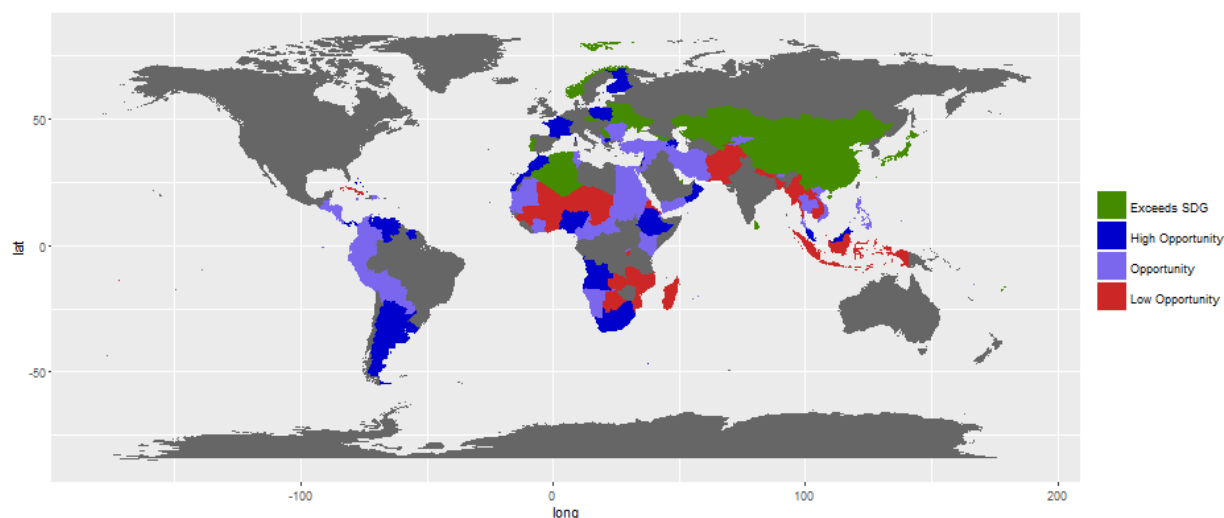 50
0
-50
lat
-100
0
100
200
long
Exceeds SDG
High Opportunity
Opportunity
Low Opportunity